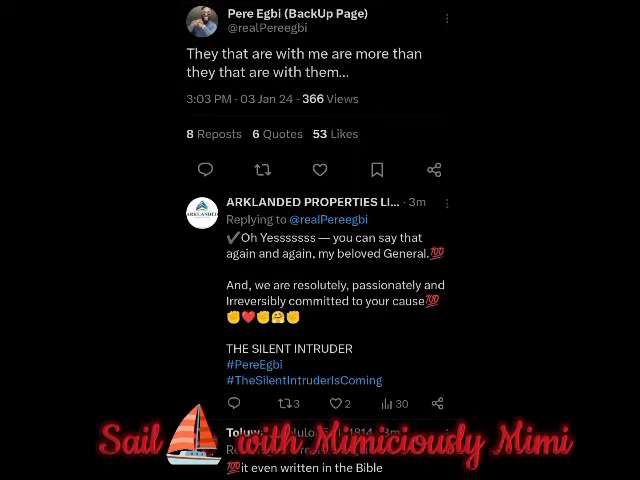 Pere Egbi (BackUp Page)
@realPereegbi
They that are with me are more than
they that are with them...
3:03 PM · 03 Jan 24 · 366 Views
8 Reposts 6 Quotes 53 Likes
ARKLANDED PROPERTIES LI... · 3m
ARKLANDED
Replying to @realPereegbi
✔Oh Yesssssss — you can say that
again and again, my beloved General.💯
And, we are resolutely, passionately and
Irreversibly committed to your cause💯
✊❤️✊🤗✊
THE SILENT INTRUDER
#PereEgbi
#TheSilentIntruderIsComing
3 2 30
Sail with Mimiciously Mimi
💯it even written in the Bible